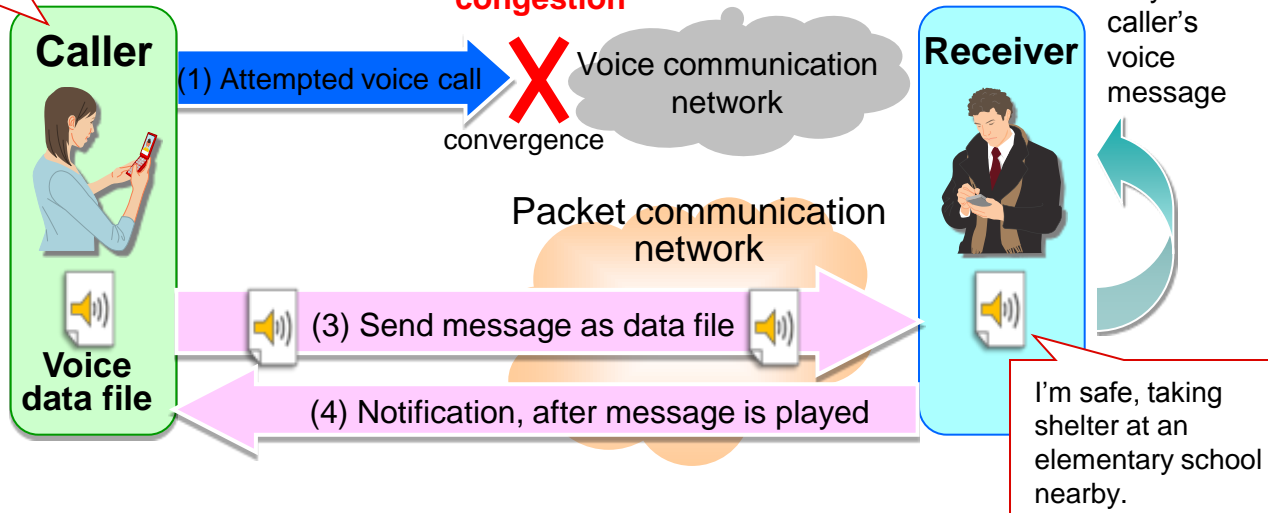 congestion
Caller
(1) Attempted voice call
Voice communication
network
convergence
Receiver
caller's
voice
message
Packet communication
network
(3) Send message as data file
Voice
data file
(4) Notification, after message is played
I'm safe, taking
shelter at an
elementary school
nearby.